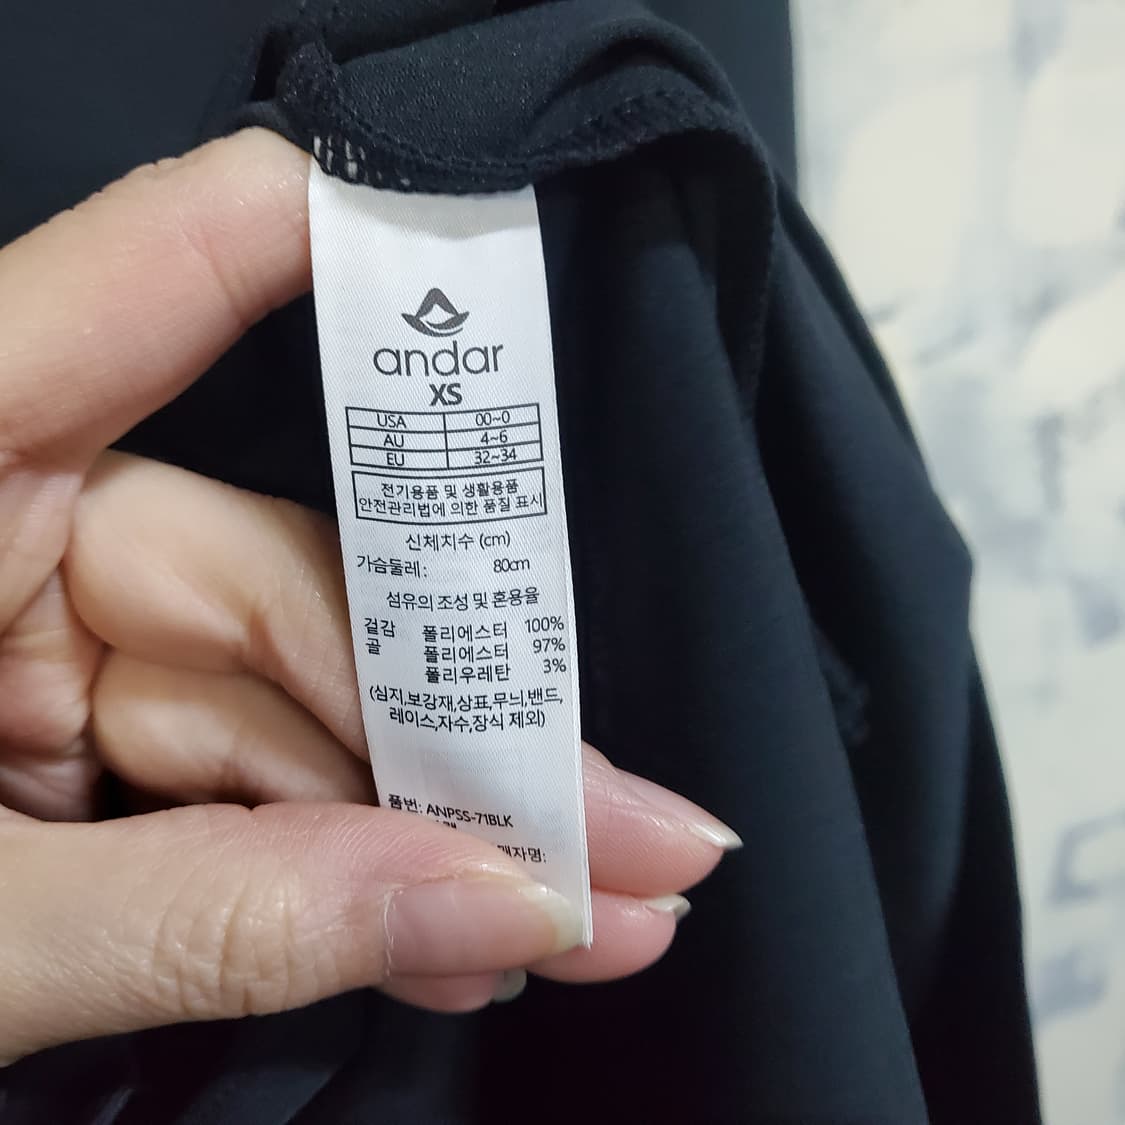 andar
XS
USA 00~0
AU 4~6
EU 32~34
전기용품 및 생활용품
안전관리법에 의한 품질 표시
신체치수 (cm)
가슴둘레: 80cm
섬유의 조성 및 혼용율
겉감 폴리에스터 100%
골 폴리에스터 97%
폴리우레탄 3%
(심지,보강재,상표,무늬,밴드,
레이스,자수,장식 제외)
품번: ANPSS-71BLK